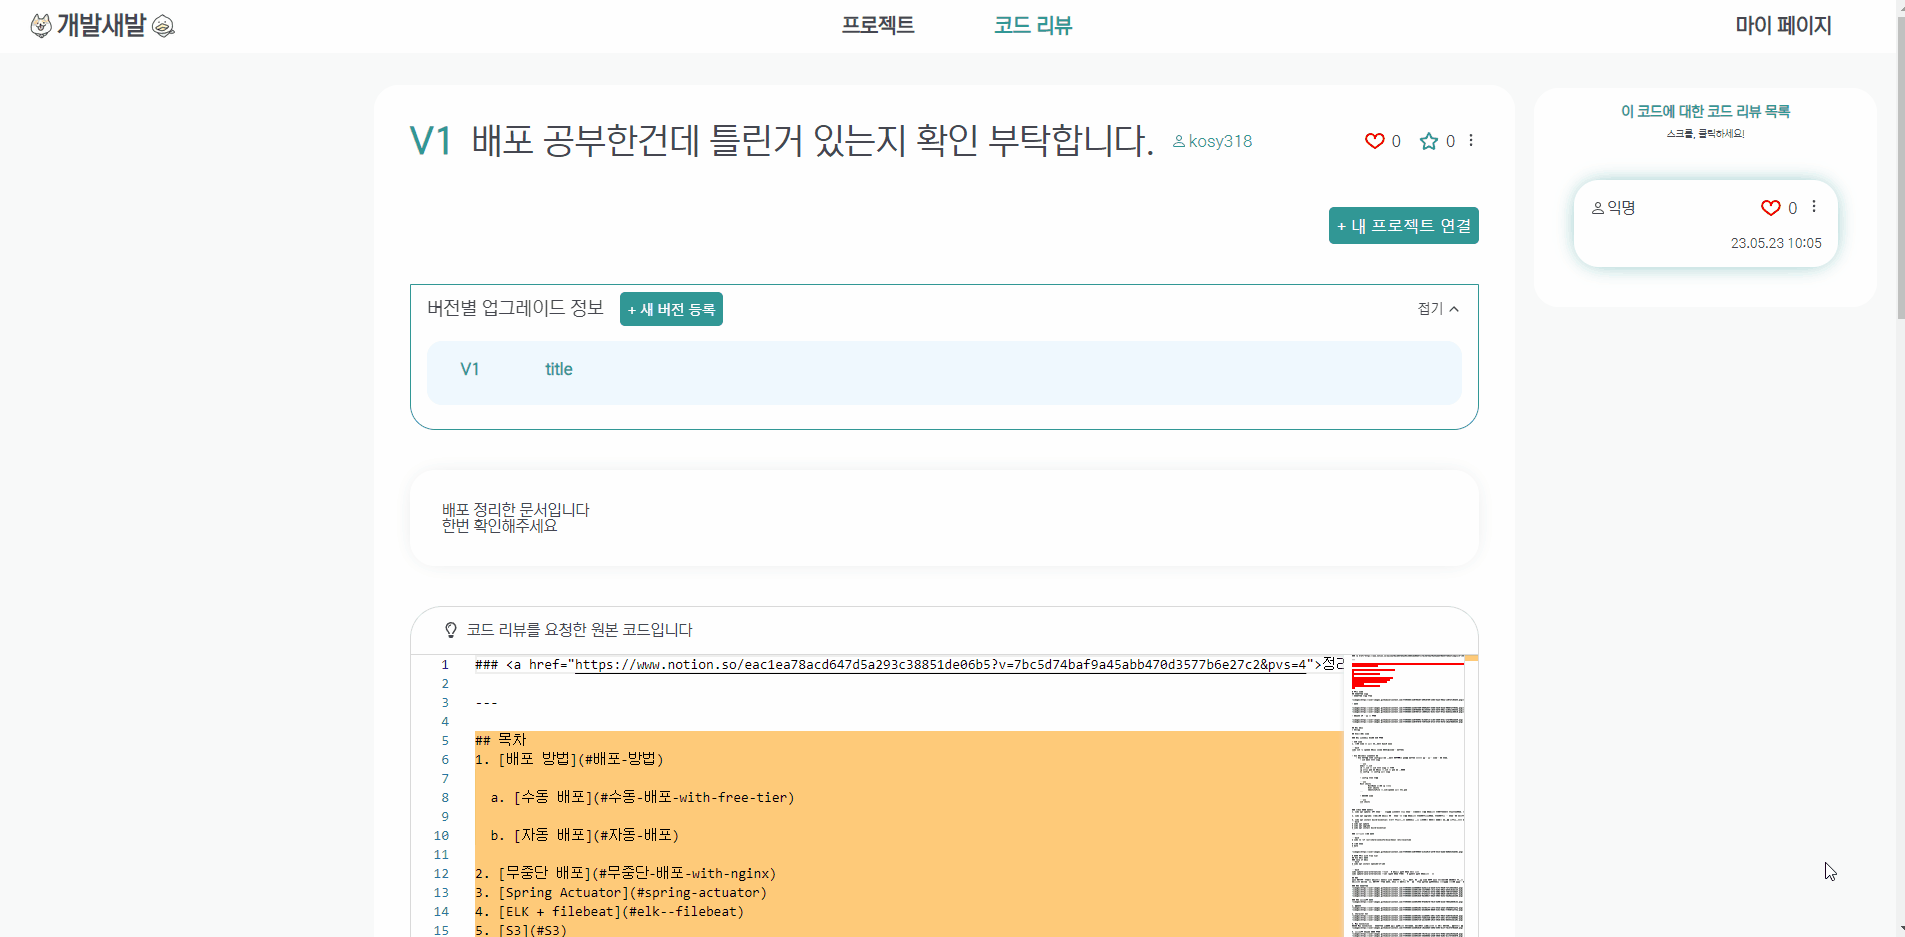 개발새발
프로젝트
코드 리뷰
마이 페이지
V1 배포 공부한건데 틀린거 있는지 확인 부탁합니다. kosy318
0 0
+ 내 프로젝트 연결
버전별 업그레이드 정보 + 새 버전 등록 접기
V1 title
배포 정리한 문서입니다
한번 확인해주세요
코드 리뷰를 요청한 원본 코드입니다
1 ### <a href="https://www.notion.so/eac1ea78acd647d5a293c38851de06b5?v=7bc5d74baf9a45abb470d3577b6e27c2&pvs=4">정리
2
3 ---
4
5 ## 목차
6 1. [배포 방법](#배포-방법)
7
8 a. [수동 배포](#수동-배포-with-free-tier)
9
10 b. [자동 배포](#자동-배포)
11
12 2. [무중단 배포](#무중단-배포-with-nginx)
13 3. [Spring Actuator](#spring-actuator)
14 4. [ELK + filebeat](#elk--filebeat)
15 5. [S3](#S3)
이 코드에 대한 코드 리뷰 목록
스크롤, 클릭하세요!
익명 0
23.05.23 10:05